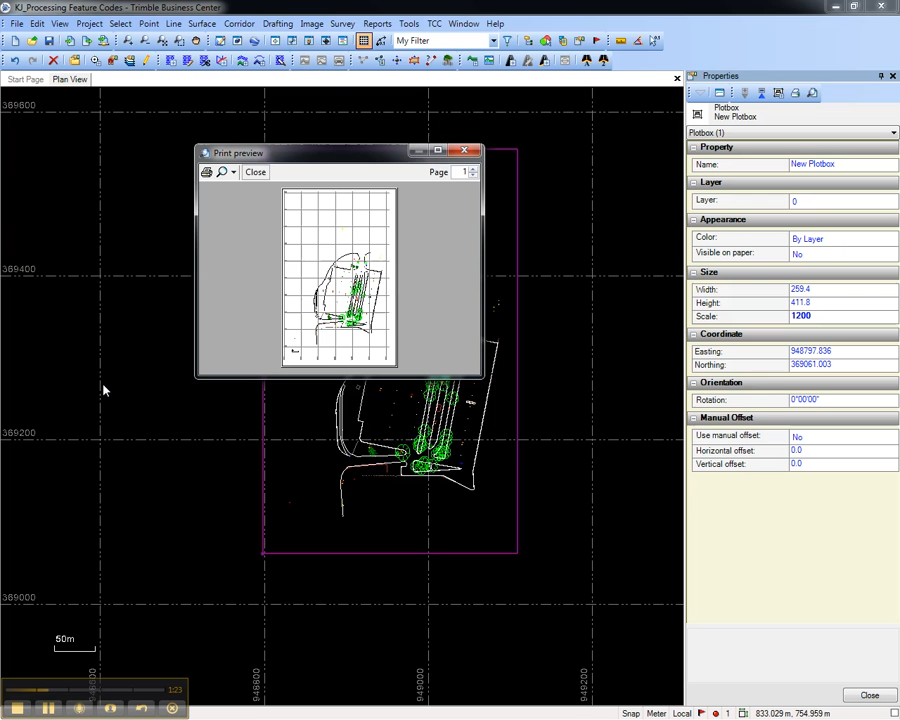 KJ_Processing Feature Codes - Trimble Business Center
File Edit View Project Select Point Line Surface Corridor Drafting Image Survey Reports Tools TCC Window Help
My Filter
Start Page Plan View
Properties
Plotbox
New Plotbox
Plotbox (1)
Property
Name: New Plotbox
Layer
Layer: 0
Appearance
Color: By Layer
Visible on paper: No
Size
Width: 259.4
Height: 411.8
Scale: 1200
Coordinate
Easting: 948797.836
Northing: 369061.003
Orientation
Rotation: 0°00'00"
Manual Offset
Use manual offset: No
Horizontal offset: 0.0
Vertical offset: 0.0
Close
Print preview
Close
Page 1
369600
369400
369200
369000
50m
948600
948800
949000
949200
1:23
Snap Meter Local 1 833.029 m, 754.959 m